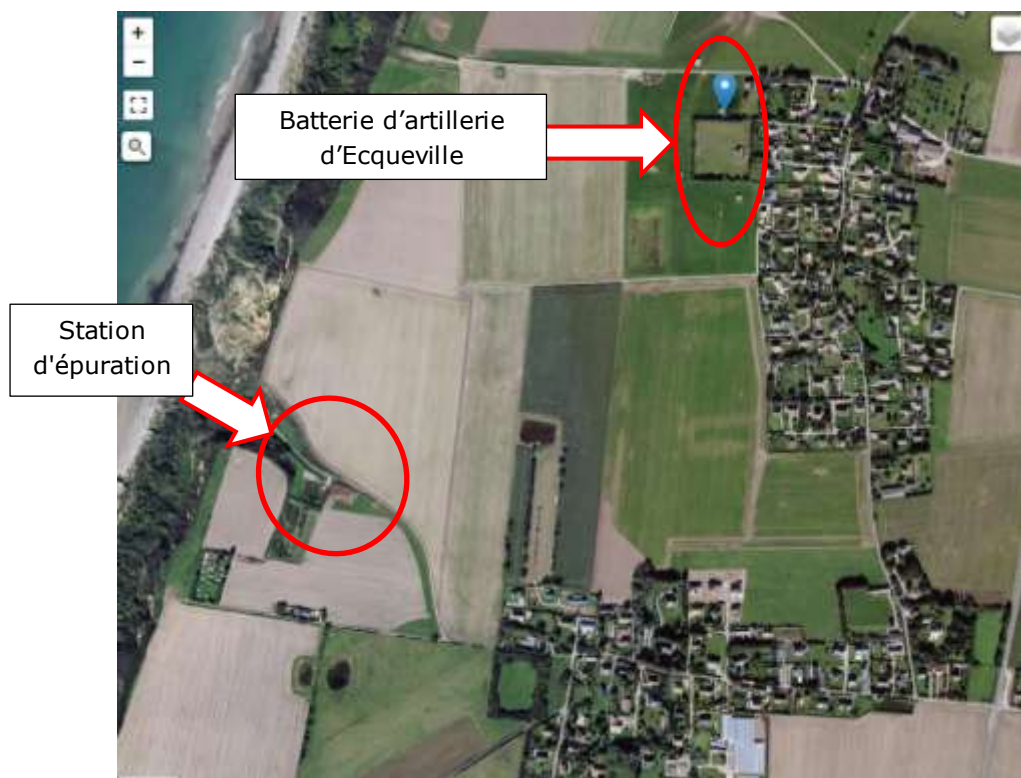 +
−
Batterie d’artillerie
d’Ecqueville
Station
d'épuration